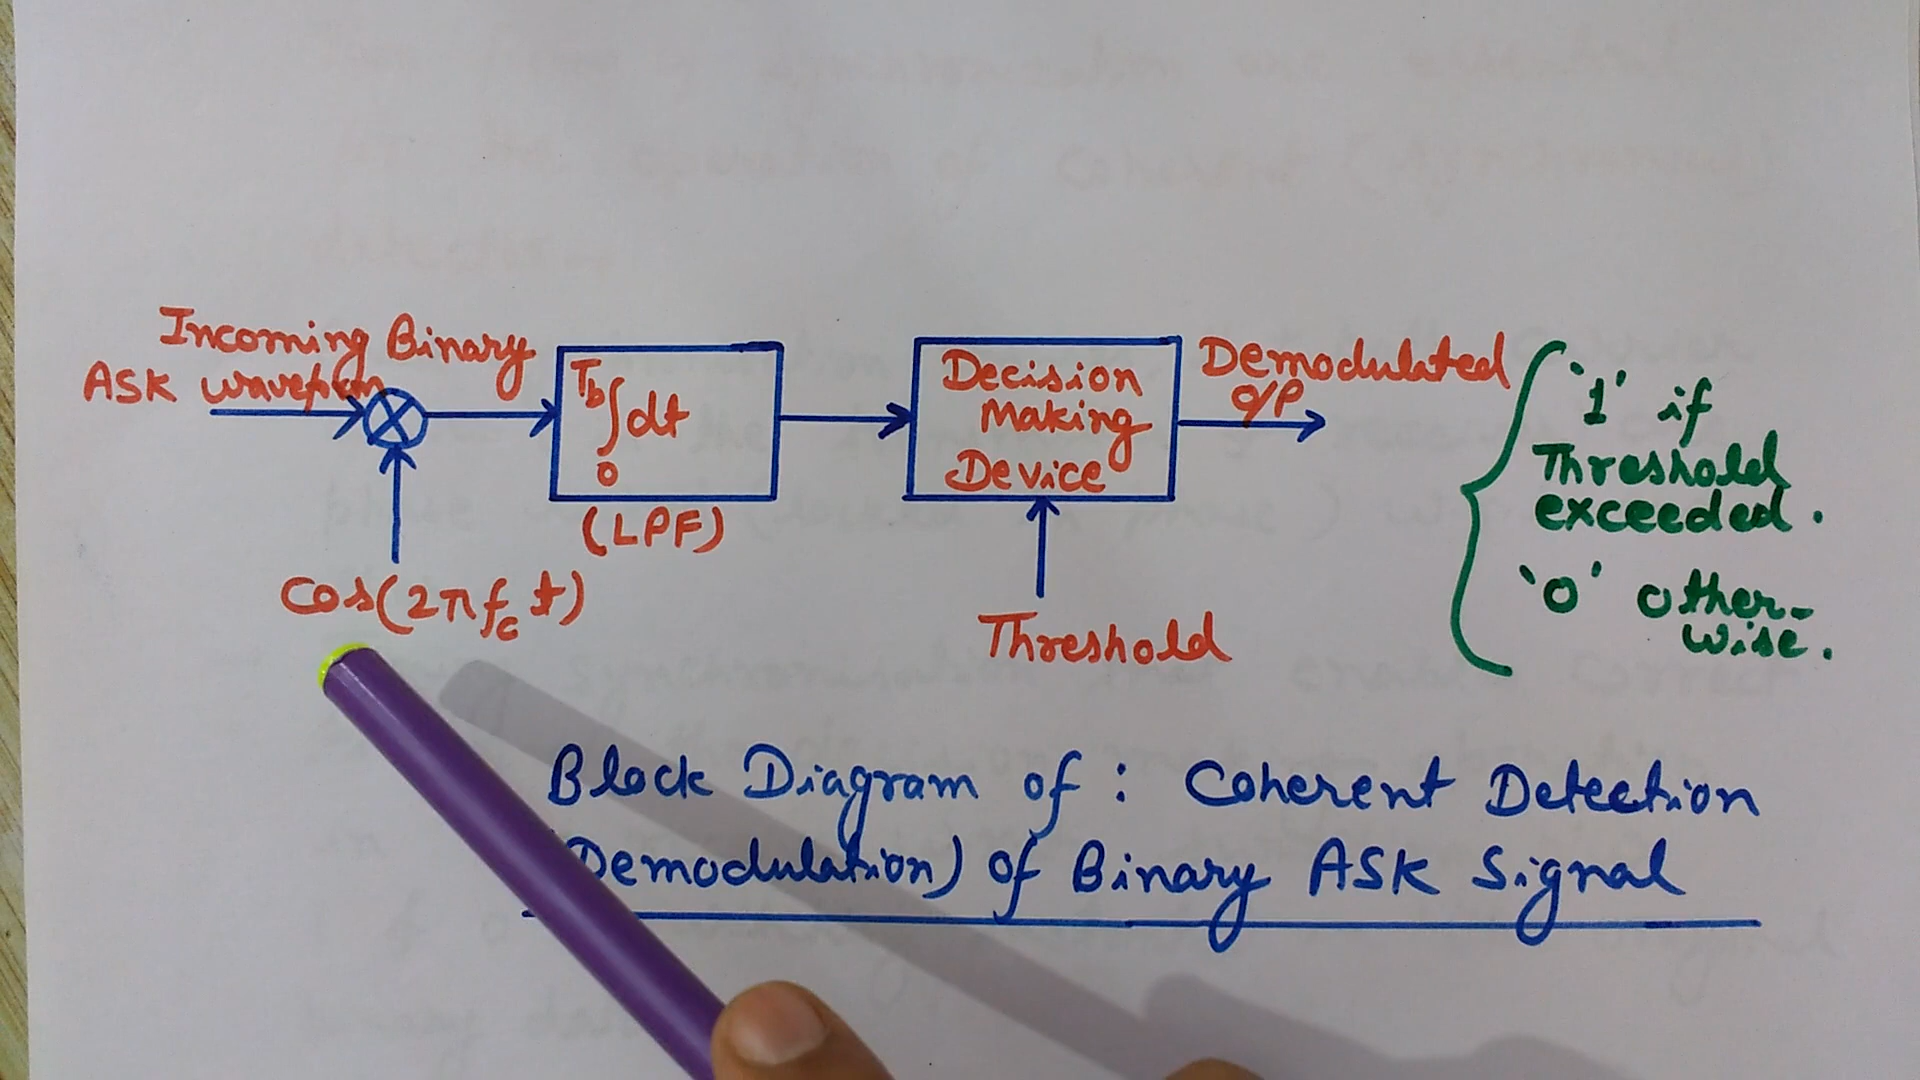 Incoming Binary
ASK waveform
Tb∫dt
0
(LPF)
Cos(2πfct)
Decision
Making
Device
Threshold
Demodulated
O/P
'1' if
Threshold
exceeded.
'0' other-
wise.
Block Diagram of : Coherent Detection
Demodulation) of Binary ASK Signal